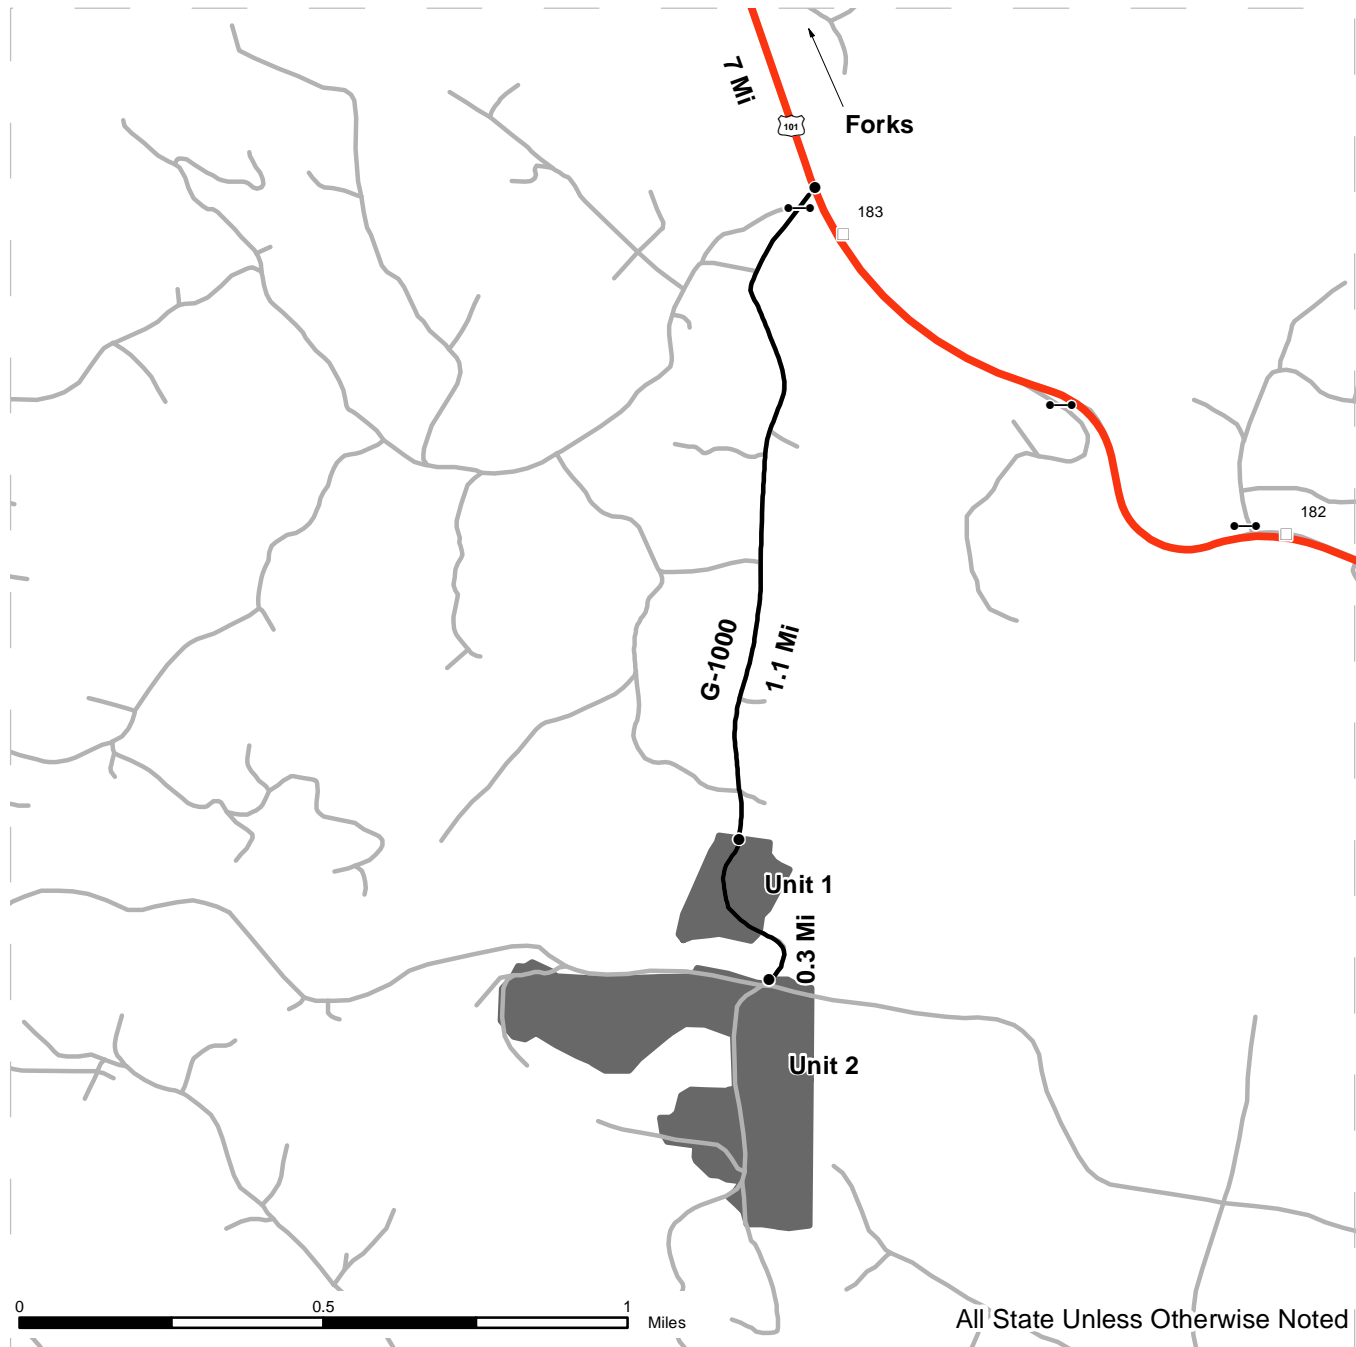 7 Mi
101
Forks
183
182
G-1000
1.1 Mi
Unit 1
0.3 Mi
Unit 2
0 0.5 1
Miles
All State Unless Otherwise Noted